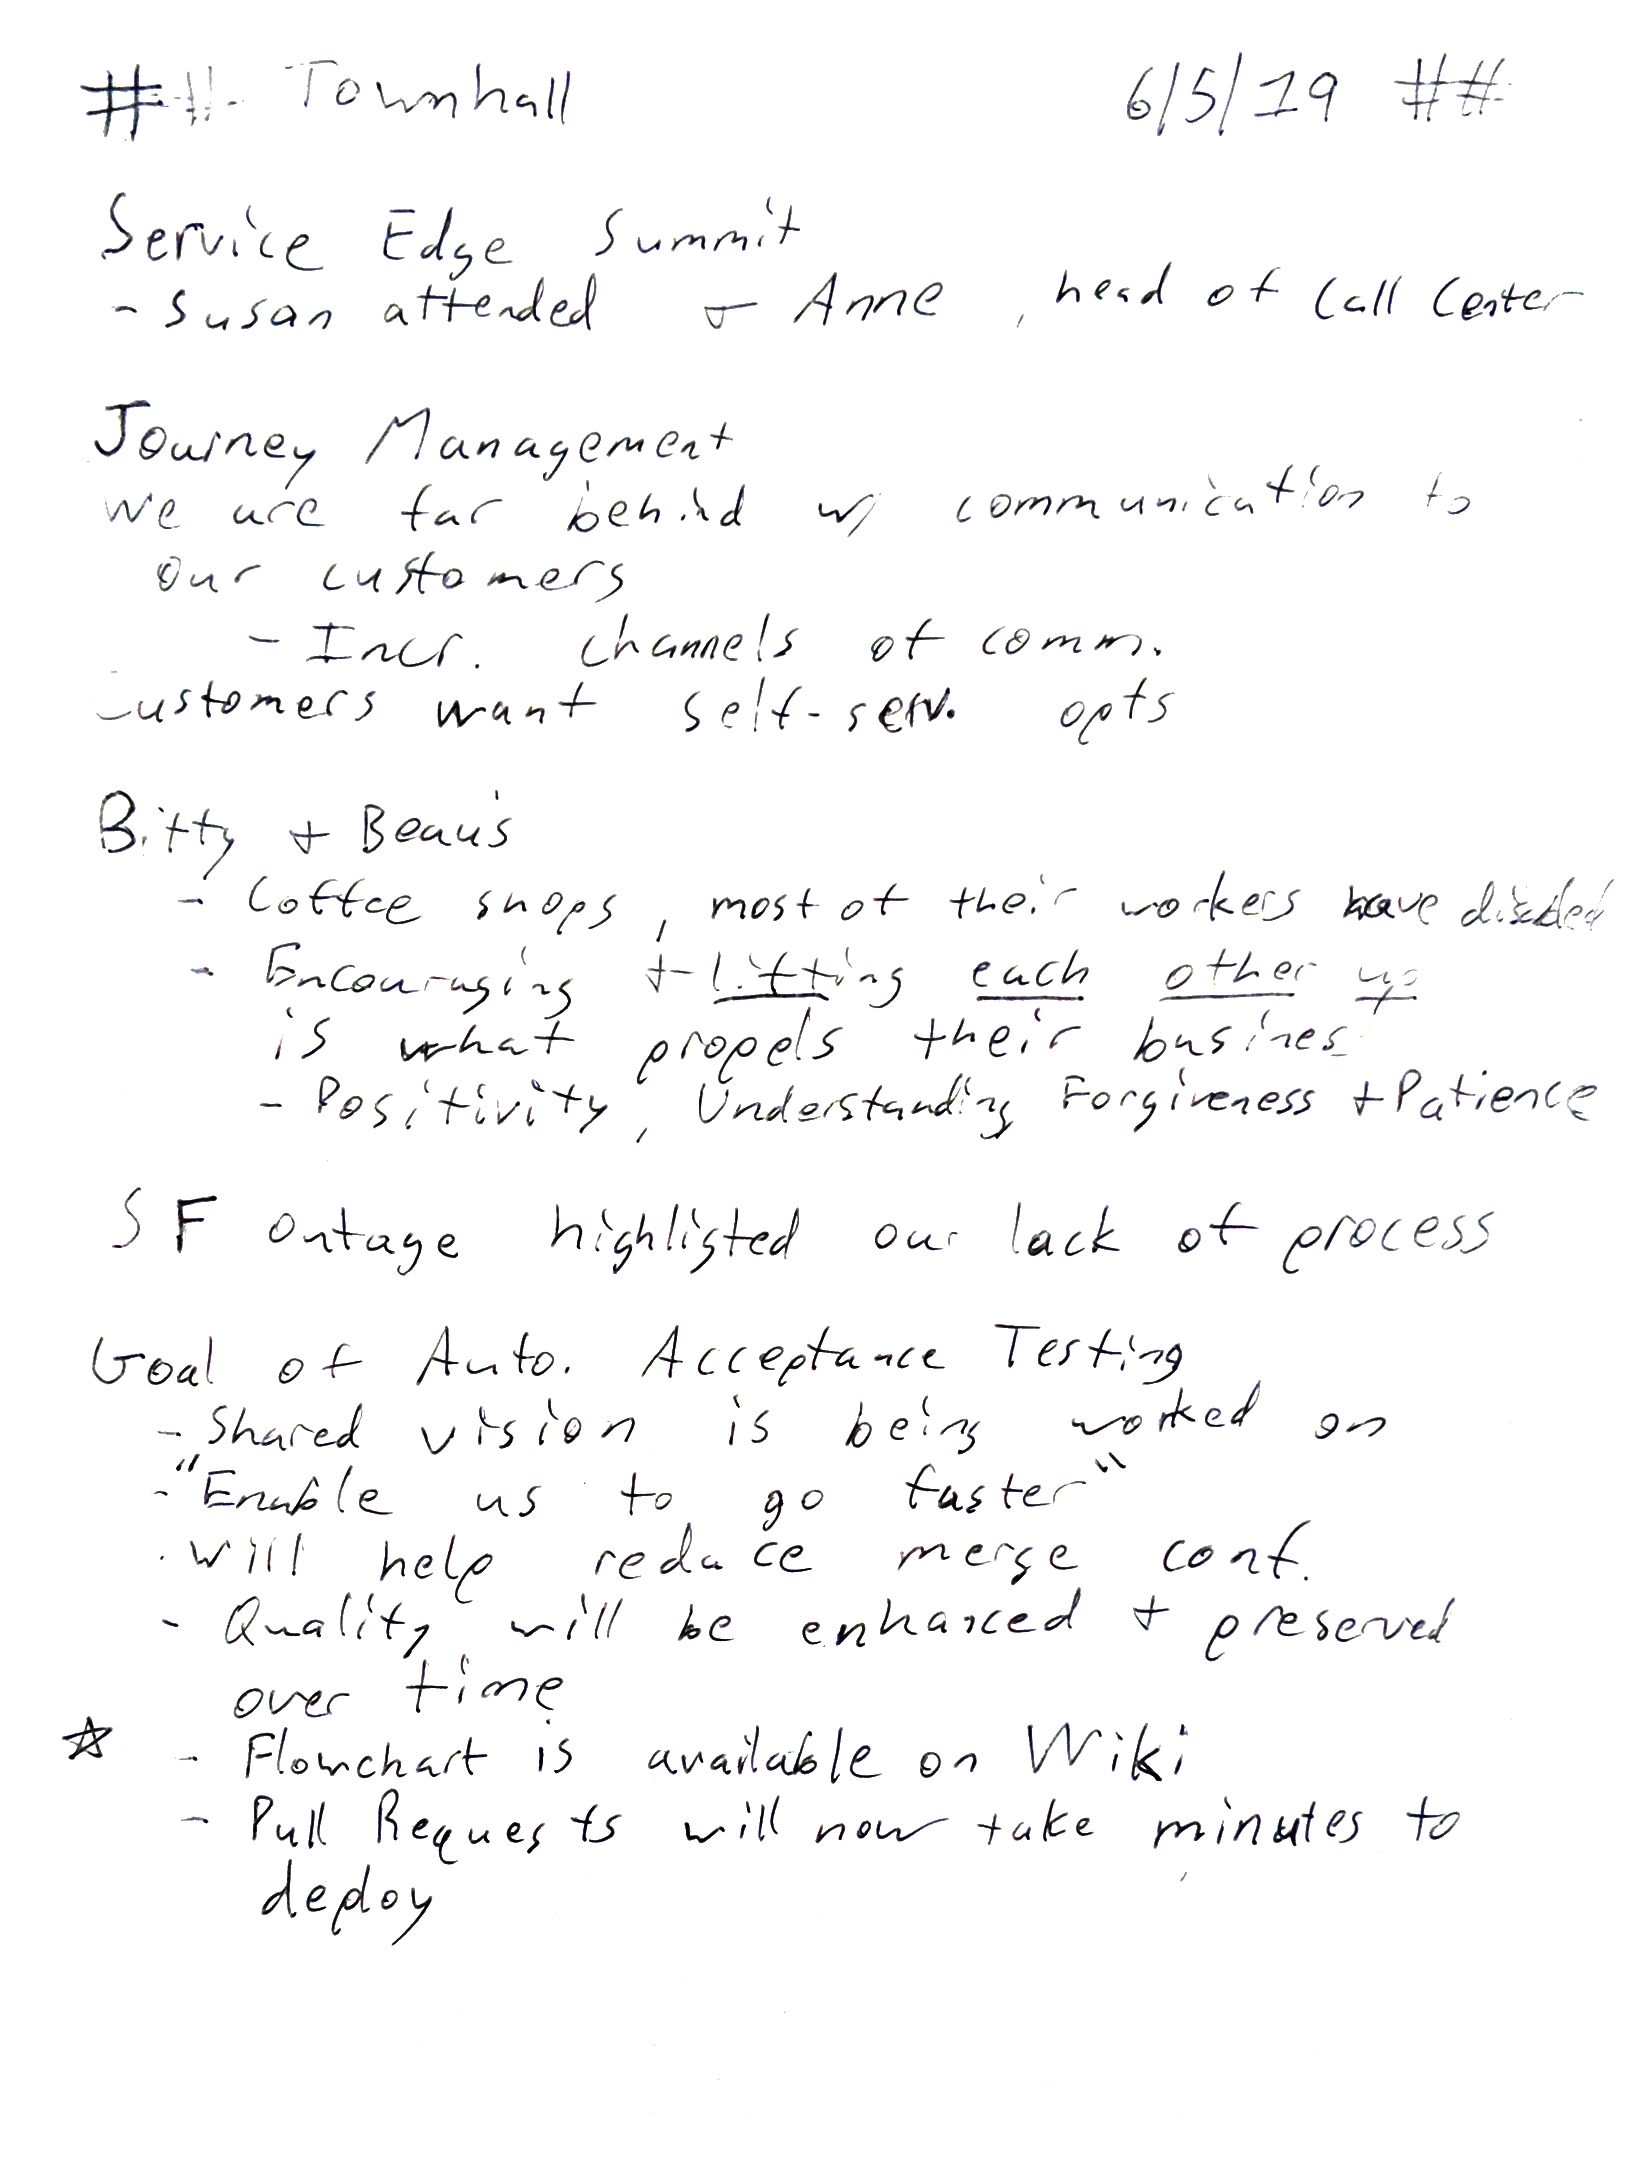 ## Townhall 6/5/19 ##
Service Edge Summit
- Susan attended + Anne, head of Call Center
Journey Management
We are far behind w/ communication to
our customers
- Incr. channels of comm.
Customers want self-serv. opts
Bitty + Beau's
- Coffee shops, most of their workers have disabled
- Encouraging + lifting each other up
is what propels their busines
- Positivity, Understanding Forgiveness + Patience
SF Outage highligted our lack of process
Goal of Auto. Acceptance Testing
- Shared vision is being worked on
- "Enable us to go faster"
- Will help reduce merge conf.
- Quality will be enhanced + preserved
over time
☆ - Flowchart is available on Wiki
- Pull Requests will now take minutes to
deploy